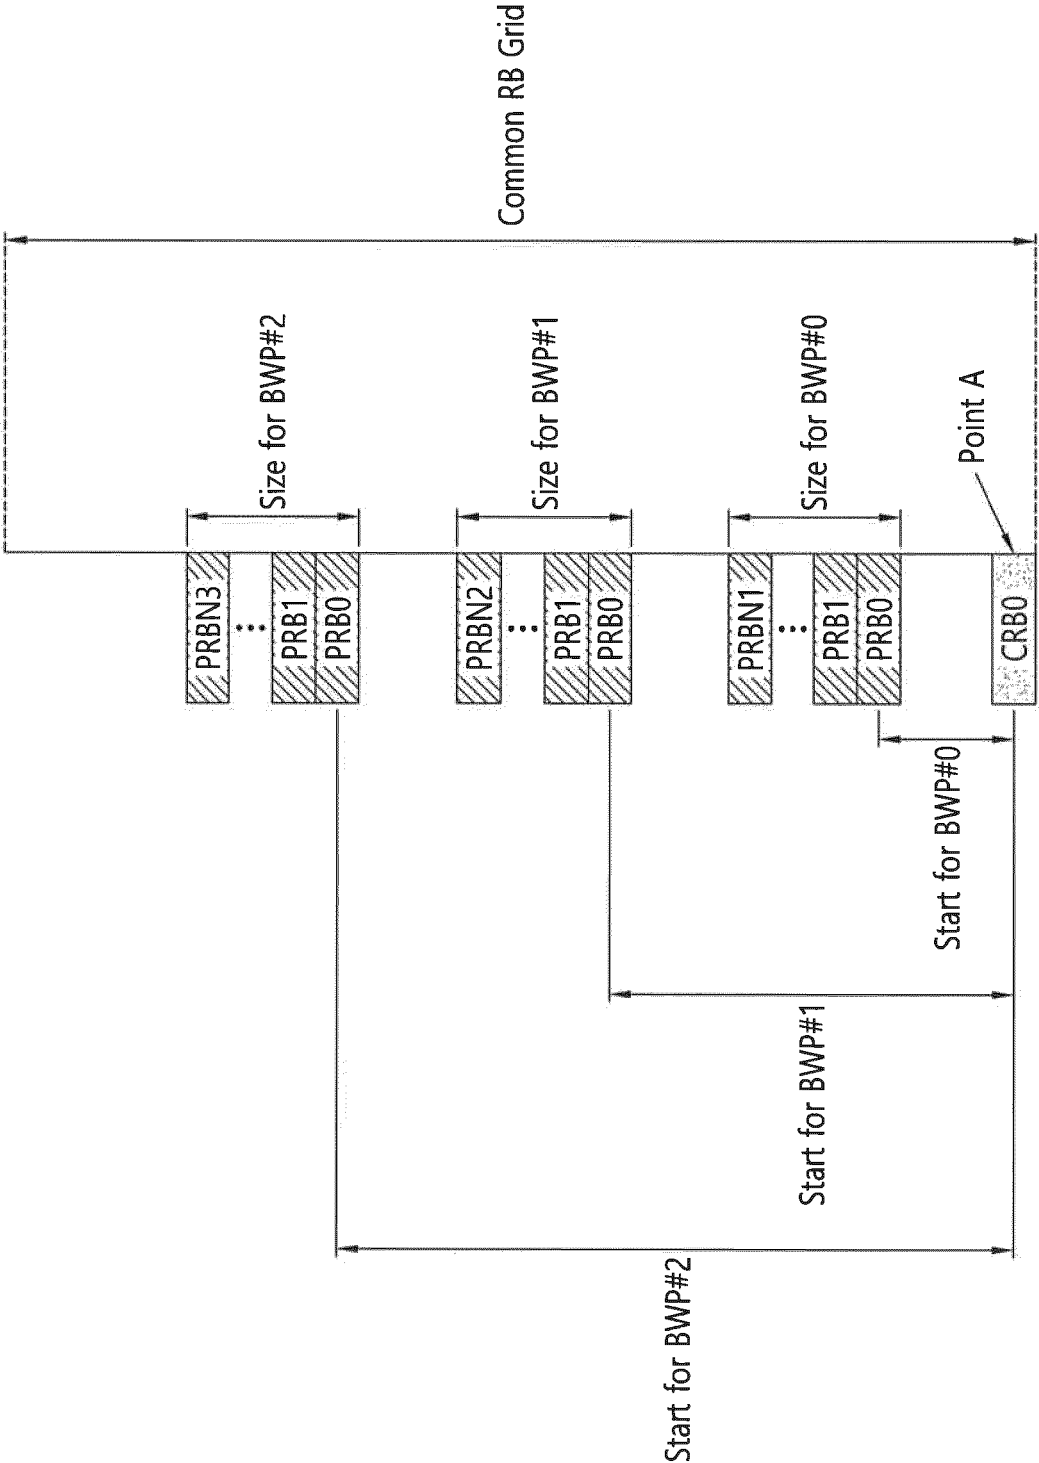 Common RB Grid
Size for BWP#2
Size for BWP#1
Size for BWP#0
Point A
PRBN3
PRB1
PRB0
PRBN2
PRB1
PRB0
PRBN1
PRB1
PRB0
CRB0
Start for BWP#0
Start for BWP#1
Start for BWP#2